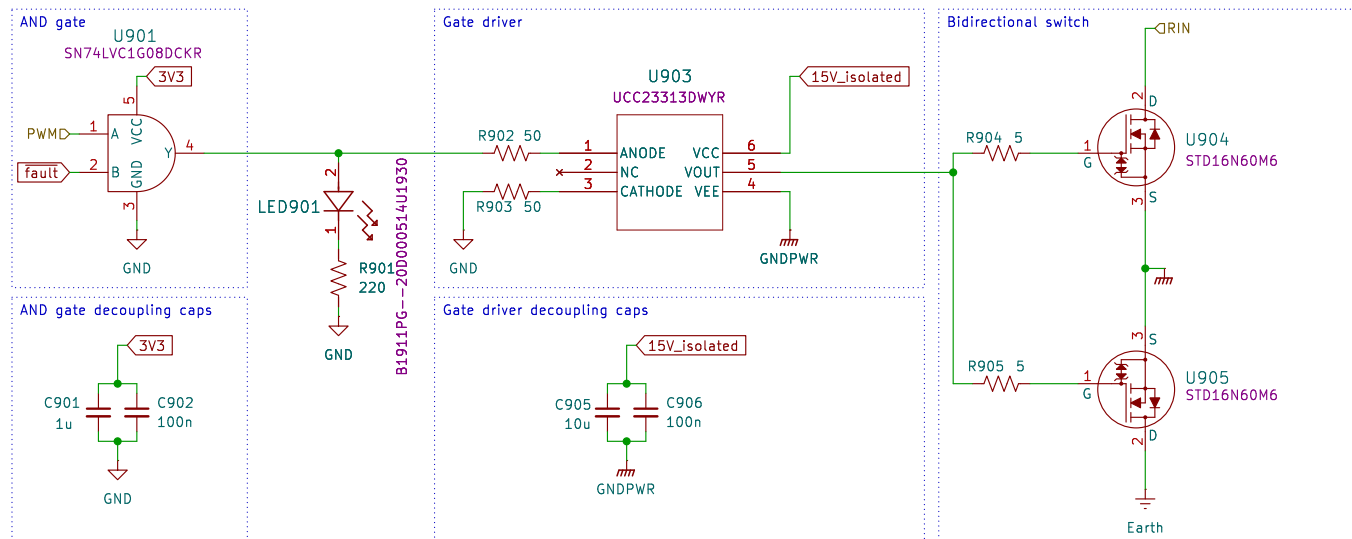 AND gate
U901
SN74LVC1G08DCKR
3V3
5
VCC
PWM
1
A
Y
4
fault
2
B
GND
3
GND
2
LED901
1
R901
220
GND
B1911PG--20D000514U1930
AND gate decoupling caps
3V3
C901
1u
C902
100n
GND
Gate driver
U903
UCC23313DWYR
15V_isolated
R902 50
1
ANODE
VCC
6
2
NC
VOUT
5
3
CATHODE
VEE
4
R903 50
GND
GNDPWR
Gate driver decoupling caps
15V_isolated
C905
10u
C906
100n
GNDPWR
Bidirectional switch
RIN
2
D
R904 5
1
G
U904
STD16N60M6
3
S
3
S
R905 5
1
G
U905
STD16N60M6
2
D
Earth